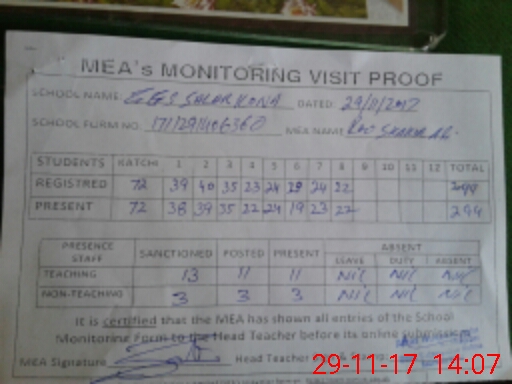 MEA's MONITORING VISIT PROOF
SCHOOL NAME: GGS SALARKONA DATED 29/11/2017
SCHOOL FORM NO. MEA NAME
STUDENTS KATCHI 1 2 3 4 5 6 7 8 9 10 11 12 TOTAL
REGISTRED 72 39 40 35 23 24 19 24 22
PRESENT 72 38 39 35 22 24 19 23 22 294
PRESENCE STAFF SANCTIONED POSTED PRESENT ABSENT
LEAVE DUTY ABSENT
TEACHING 13 11 11 Nil Nil Nil
NON-TEACHING 3 3 3 Nil Nil Nil
It is certified that the MEA has shown all entries of the School
Monitoring Form to the Head Teacher before its online submission
MEA Signature Head Teacher
29-11-17 14:07